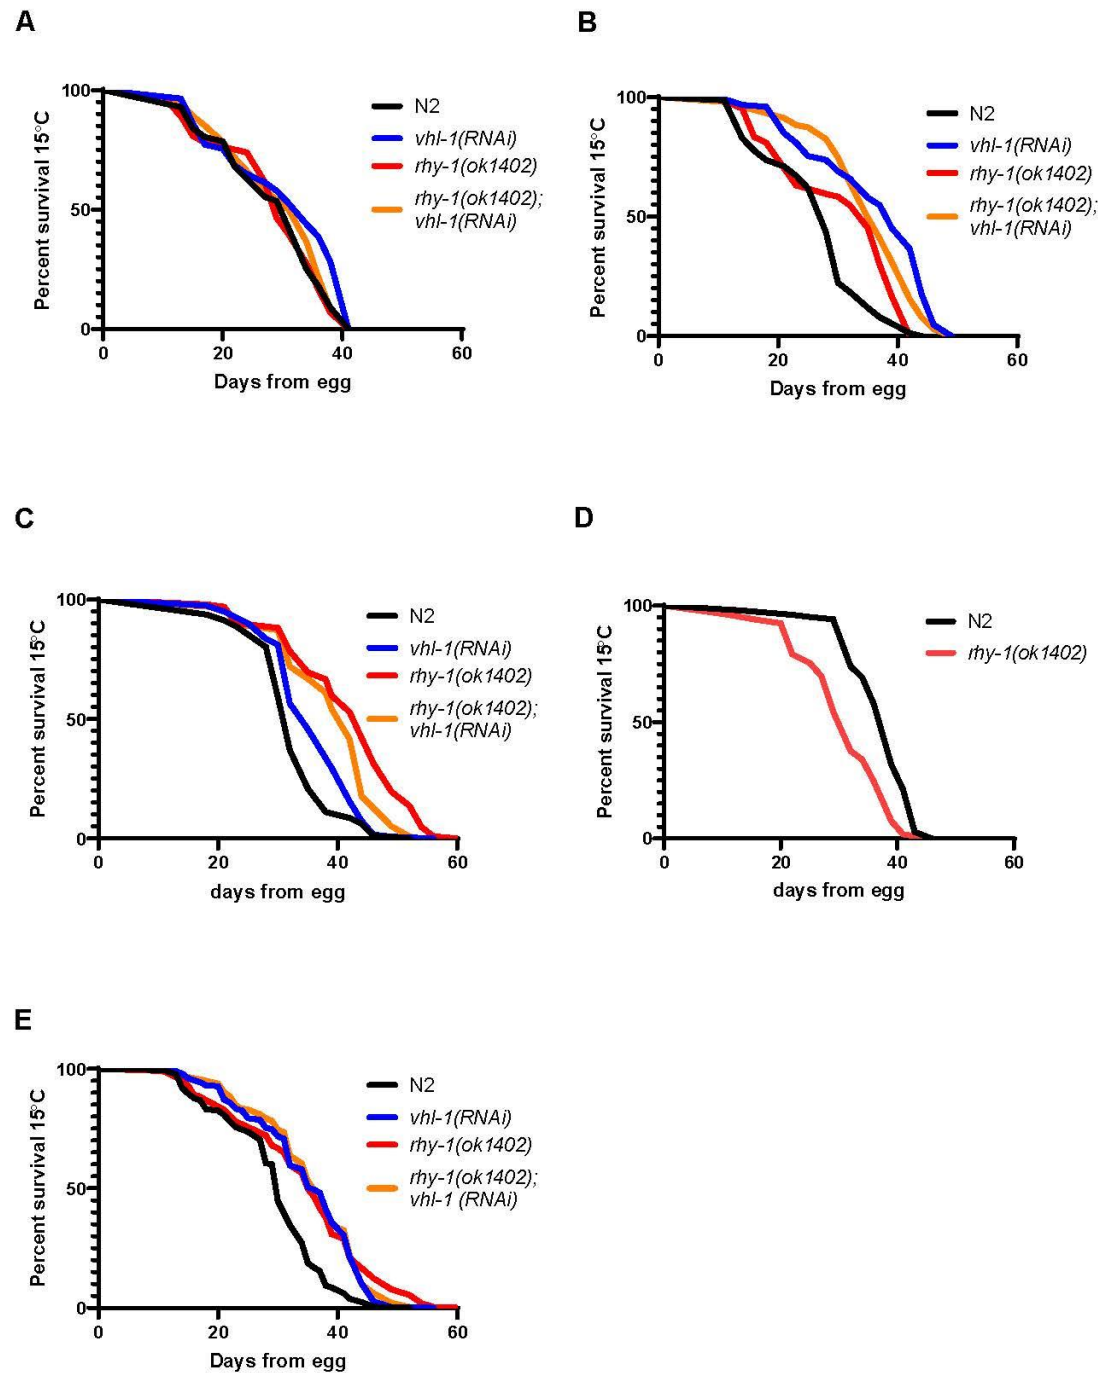 A
Percent survival 15°C
100
50
0
0 20 40 60
Days from egg
N2
vhl-1(RNAi)
rhy-1(ok1402)
rhy-1(ok1402);
vhl-1(RNAi)
B
Percent survival 15°C
100
50
0
0 20 40 60
Days from egg
N2
vhl-1(RNAi)
rhy-1(ok1402)
rhy-1(ok1402);
vhl-1(RNAi)
C
Percent survival 15°C
100
50
0
0 20 40 60
days from egg
N2
vhl-1(RNAi)
rhy-1(ok1402)
rhy-1(ok1402);
vhl-1(RNAi)
D
Percent survival 15°C
100
50
0
0 20 40 60
days from egg
N2
rhy-1(ok1402)
E
Percent survival 15°C
100
50
0
0 20 40 60
Days from egg
N2
vhl-1(RNAi)
rhy-1(ok1402)
rhy-1(ok1402);
vhl-1 (RNAi)